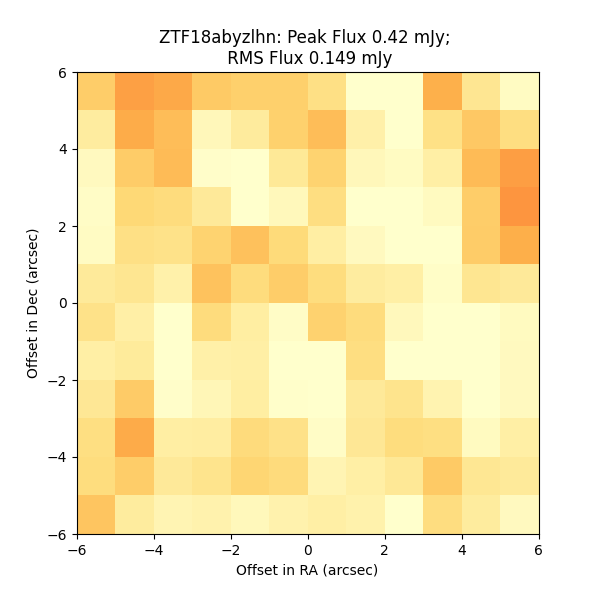 ZTF18abyzlhn: Peak Flux 0.42 mJy;
RMS Flux 0.149 mJy
6
4
2
0
−2
−4
−6
Offset in Dec (arcsec)
−6 −4 −2 0 2 4 6
Offset in RA (arcsec)